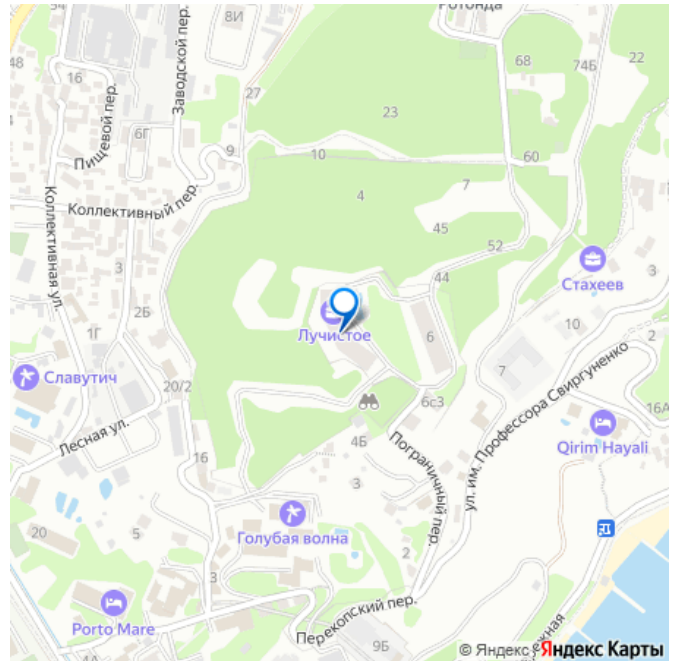 Ротонда
54
8И
48
16
Заводской пер.
68
74Б
22
27
23
Пищевой пер.
6Г
9
10
60
Коллективный пер.
4
7
Коллективная ул.
45
52
3
44
Стахеев
3
2Б
1Г
Лучистое
6
10
2
7
Славутич
20/2
6с3
16А
Лесная ул.
4Б
Qirim Hayali
16
Пограничный пер.
ул. им. Профессора Свиргуненко
3
20
5
Голубая волна
2
3
Porto Mare
Перекопский пер.
9Б
4А
© Яндекс
Яндекс Карты